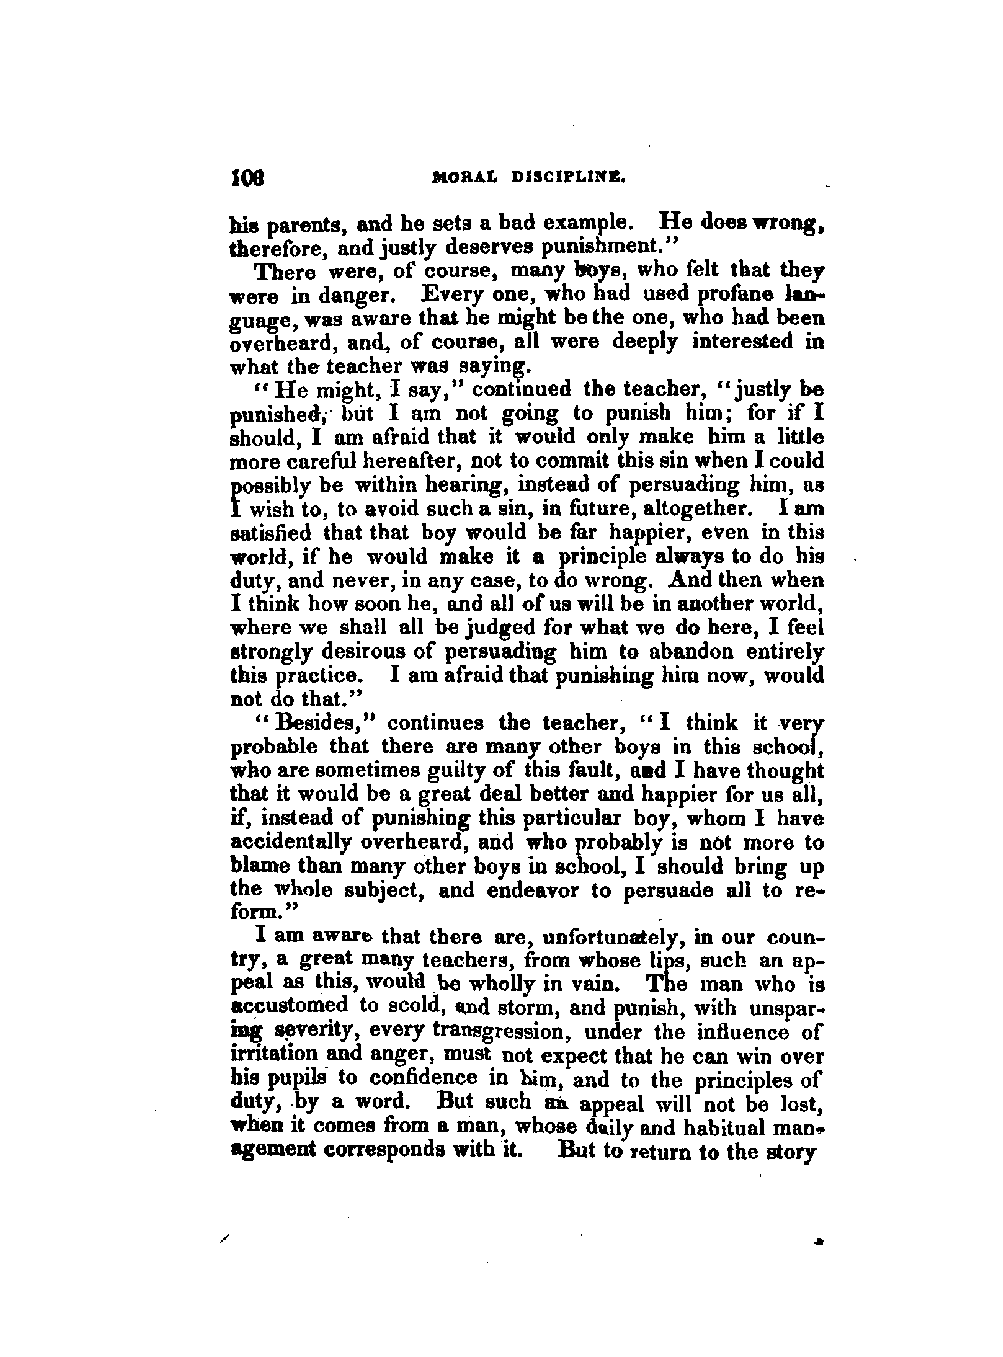 108 MORAL DISCIPLINE.
his parents, and he sets a bad example. He does wrong,
therefore, and justly deserves punishment."
There were, of course, many boys, who felt that they
were in danger. Every one, who had used profane lan-
guage, was aware that he might be the one, who had been
overheard, and, of course, all were deeply interested in
what the teacher was saying.
"He might, I say," continued the teacher, "justly be
punished, but I am not going to punish him; for if I
should, I am afraid that it would only make him a little
more careful hereafter, not to commit this sin when I could
possibly be within hearing, instead of persuading him, as
I wish to, to avoid such a sin, in future, altogether. I am
satisfied that that boy would be far happier, even in this
world, if he would make it a principle always to do his
duty, and never, in any case, to do wrong. And then when
I think how soon he, and all of us will be in another world,
where we shall all be judged for what we do here, I feel
strongly desirous of persuading him to abandon entirely
this practice. I am afraid that punishing him now, would
not do that."
"Besides," continues the teacher, "I think it very
probable that there are many other boys in this school,
who are sometimes guilty of this fault, and I have thought
that it would be a great deal better and happier for us all,
if, instead of punishing this particular boy, whom I have
accidentally overheard, and who probably is not more to
blame than many other boys in school, I should bring up
the whole subject, and endeavor to persuade all to re-
form."
I am aware that there are, unfortunately, in our coun-
try, a great many teachers, from whose lips, such an ap-
peal as this, would be wholly in vain. The man who is
accustomed to scold, and storm, and punish, with unspar-
ing severity, every transgression, under the influence of
irritation and anger, must not expect that he can win over
his pupils to confidence in him, and to the principles of
duty, by a word. But such an appeal will not be lost,
when it comes from a man, whose daily and habitual man-
agement corresponds with it. But to return to the story